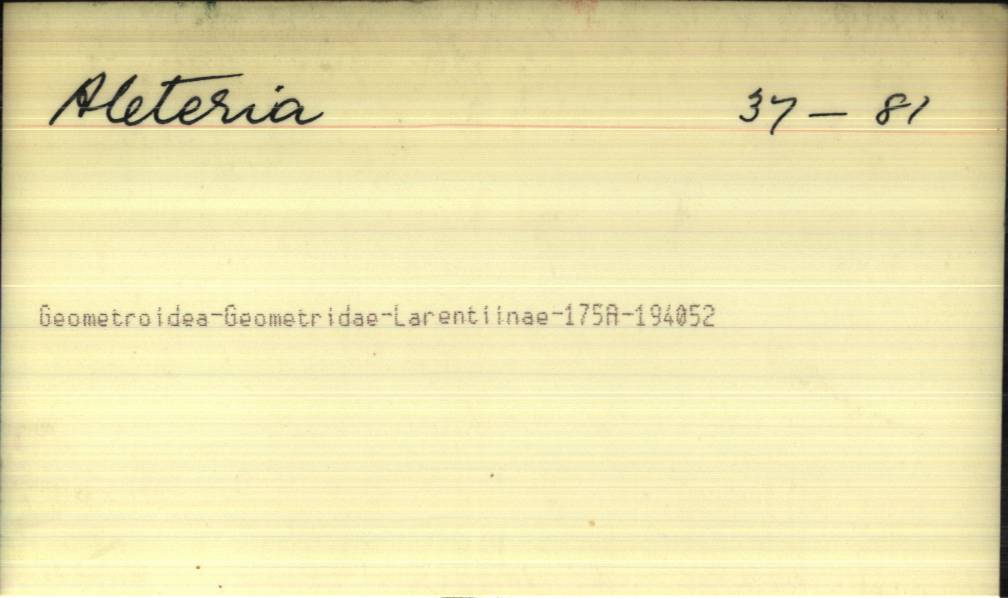 Aleteria 37 — 81
Geometroidea-Geometridae-Larentiinae-175A-194052